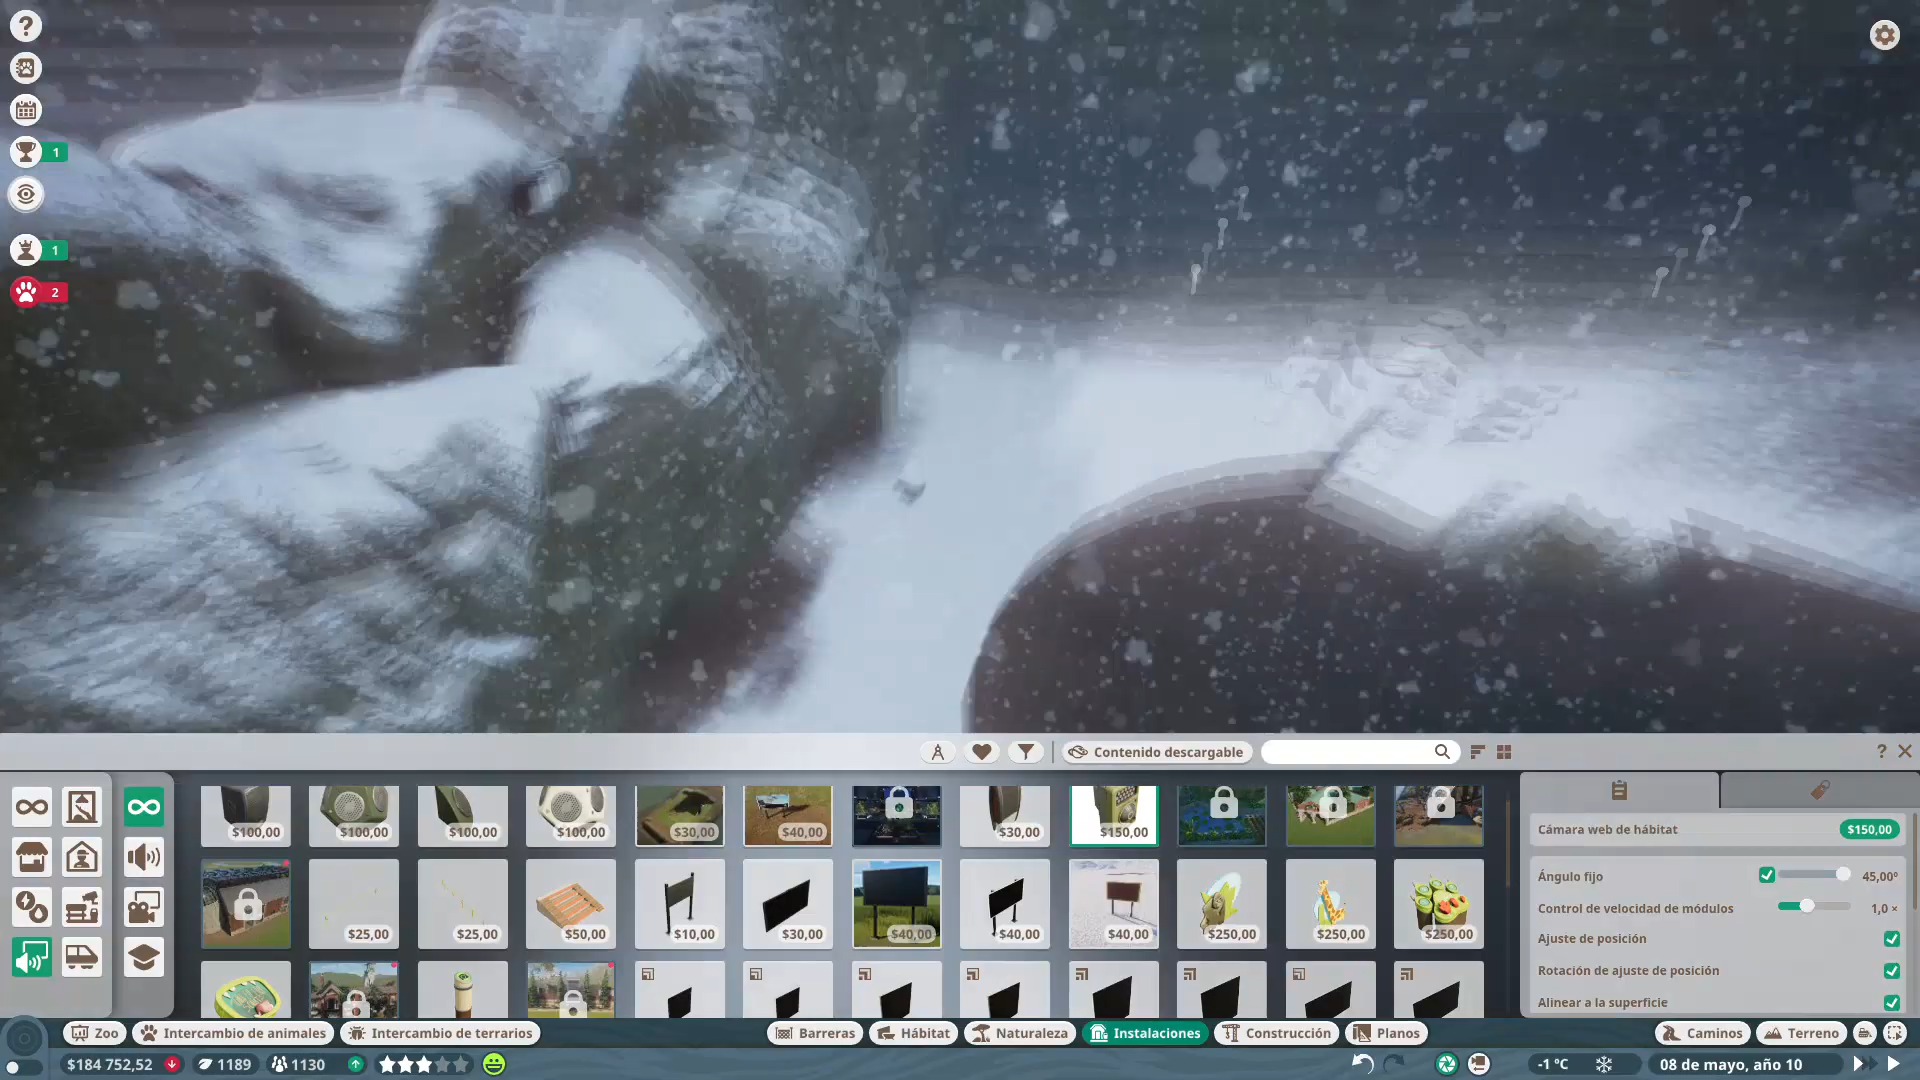 1
1
2
Contenido descargable
?
$100,00 $100,00 $100,00 $100,00 $30,00 $40,00 $30,00 $150,00
$25,00 $25,00 $50,00 $10,00 $30,00 $40,00 $40,00 $40,00 $250,00 $250,00 $250,00
Cámara web de hábitat $150,00
Ángulo fijo 45,00º
Control de velocidad de módulos 1,0 ×
Ajuste de posición
Rotación de ajuste de posición
Alinear a la superficie
Zoo Intercambio de animales Intercambio de terrarios Barreras Hábitat Naturaleza Instalaciones Construcción Planos Caminos Terreno
$184 752,52 1189 1130 -1 ºC 08 de mayo, año 10